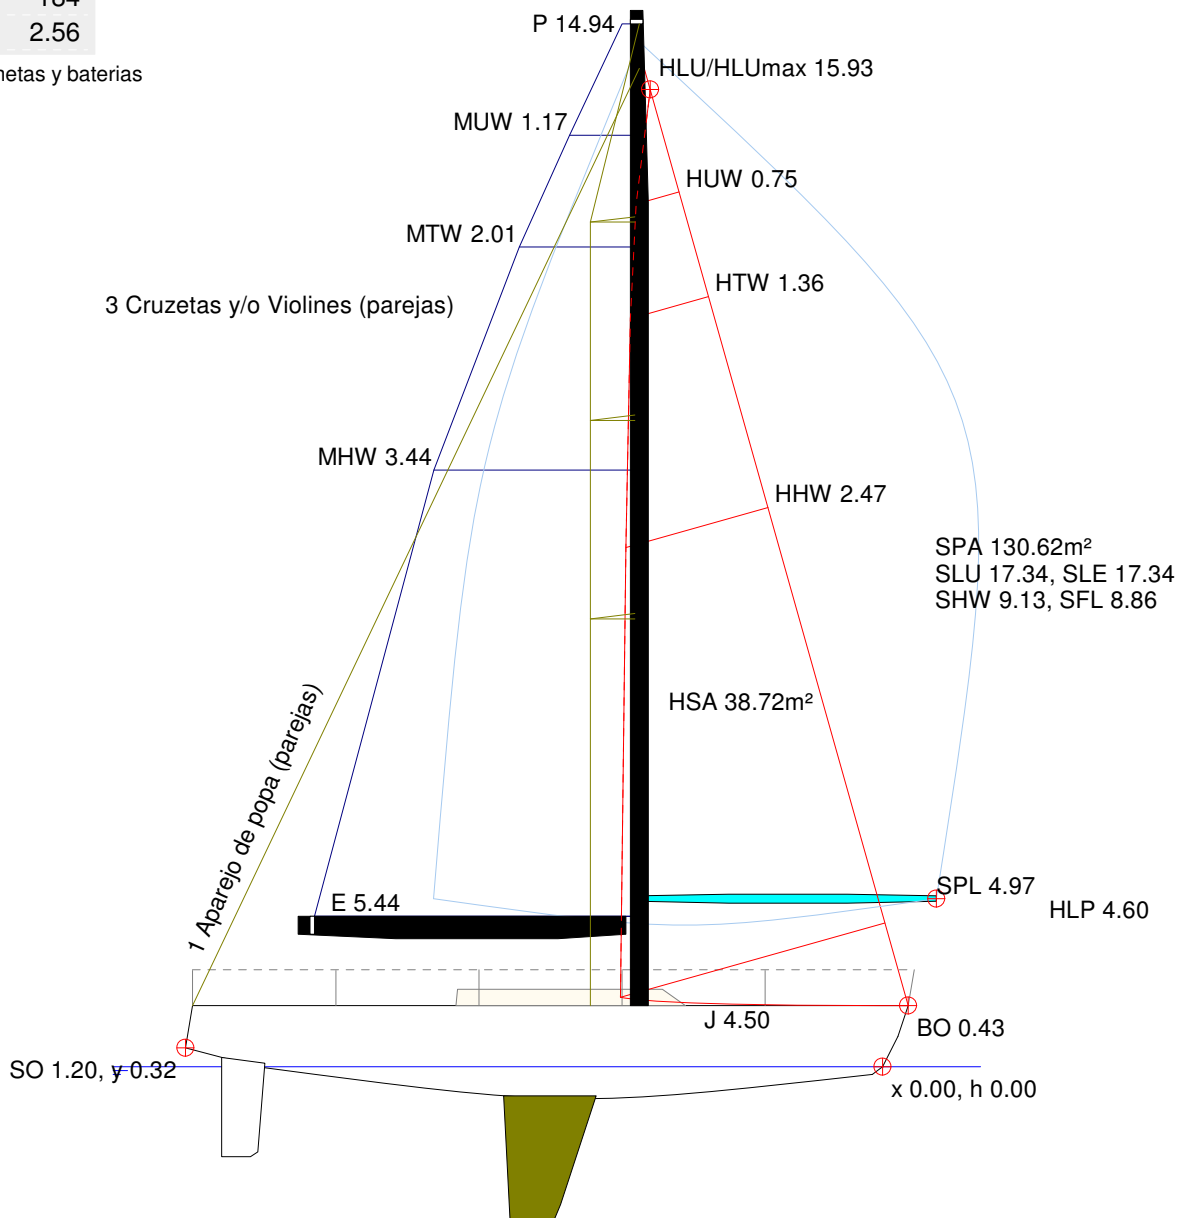 2.56
P 14.94
HLU/HLUmax 15.93
MUW 1.17
HUW 0.75
MTW 2.01
HTW 1.36
3 Cruzetas y/o Violines (parejas)
MHW 3.44
HHW 2.47
SPA 130.62m²
SLU 17.34, SLE 17.34
SHW 9.13, SFL 8.86
HSA 38.72m²
1 Aparejo de popa (parejas)
E 5.44
SPL 4.97
HLP 4.60
J 4.50
BO 0.43
SO 1.20, y 0.32
x 0.00, h 0.00
y baterias